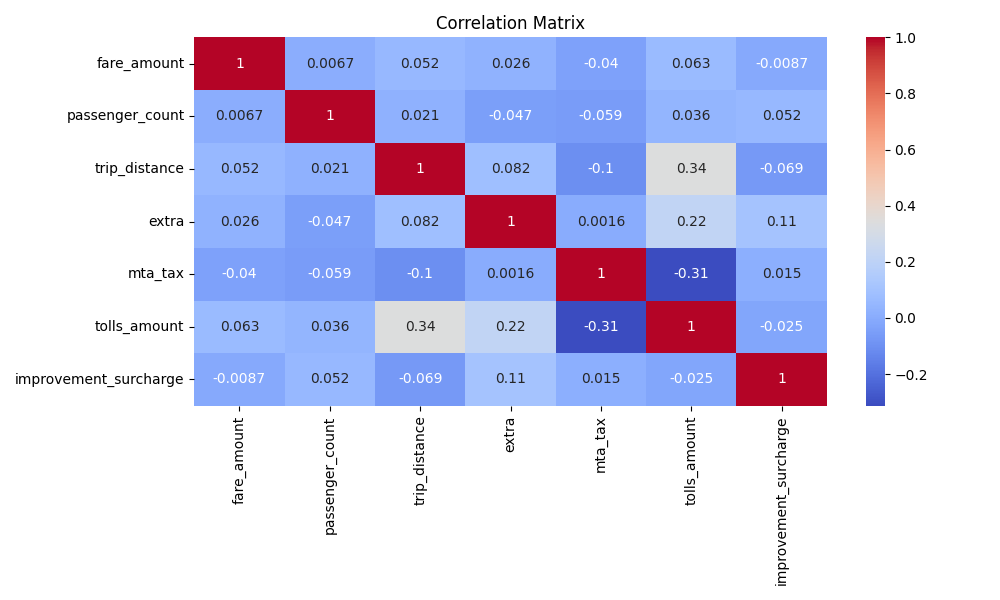 Correlation Matrix
fare_amount 1 0.0067 0.052 0.026 -0.04 0.063 -0.0087
passenger_count 0.0067 1 0.021 -0.047 -0.059 0.036 0.052
trip_distance 0.052 0.021 1 0.082 -0.1 0.34 -0.069
extra 0.026 -0.047 0.082 1 0.0016 0.22 0.11
mta_tax -0.04 -0.059 -0.1 0.0016 1 -0.31 0.015
tolls_amount 0.063 0.036 0.34 0.22 -0.31 1 -0.025
improvement_surcharge -0.0087 0.052 -0.069 0.11 0.015 -0.025 1
fare_amount
passenger_count
trip_distance
extra
mta_tax
tolls_amount
improvement_surcharge
1.0
0.8
0.6
0.4
0.2
0.0
−0.2